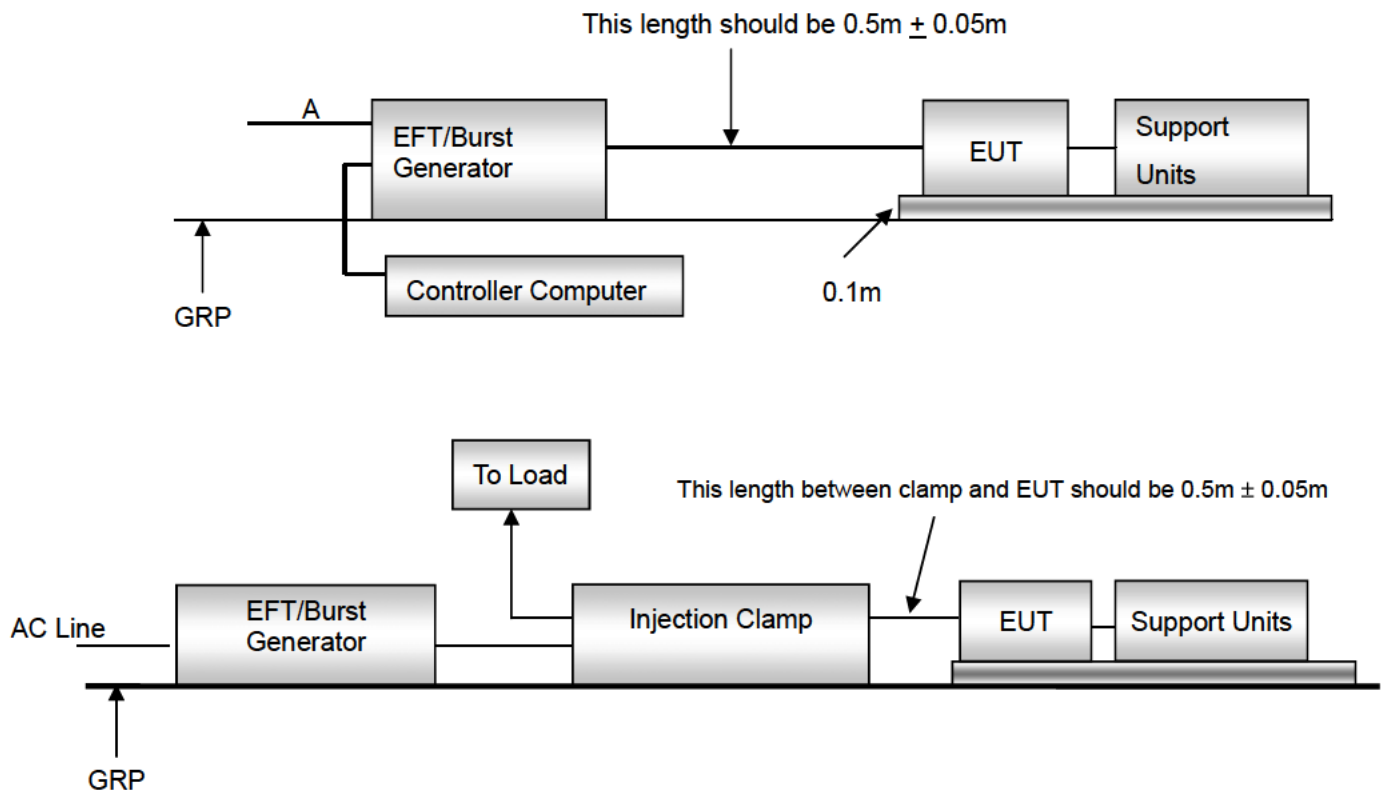 This length should be 0.5m ± 0.05m
A
EFT/Burst
Generator
EUT
Support
Units
Controller Computer
0.1m
GRP
To Load
This length between clamp and EUT should be 0.5m ± 0.05m
AC Line
EFT/Burst
Generator
Injection Clamp
EUT
Support Units
GRP